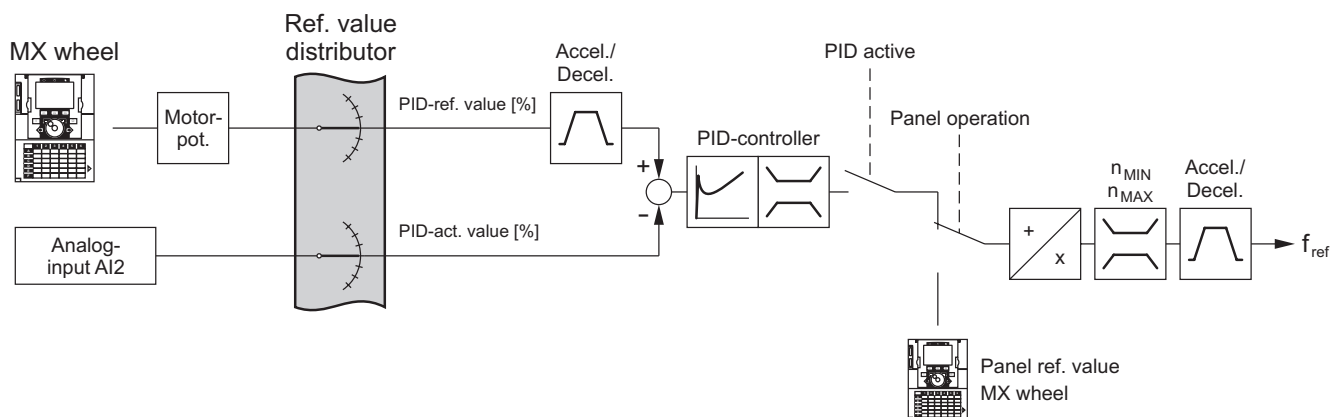 MX wheel
Ref. value
distributor
Accel./
Decel.
PID active
Panel operation
Motor-
pot.
PID-ref. value [%]
PID-controller
+
-
n MIN
n MAX
Accel./
Decel.
Analog-
input AI2
PID-act. value [%]
+
x
f ref
Panel ref. value
MX wheel